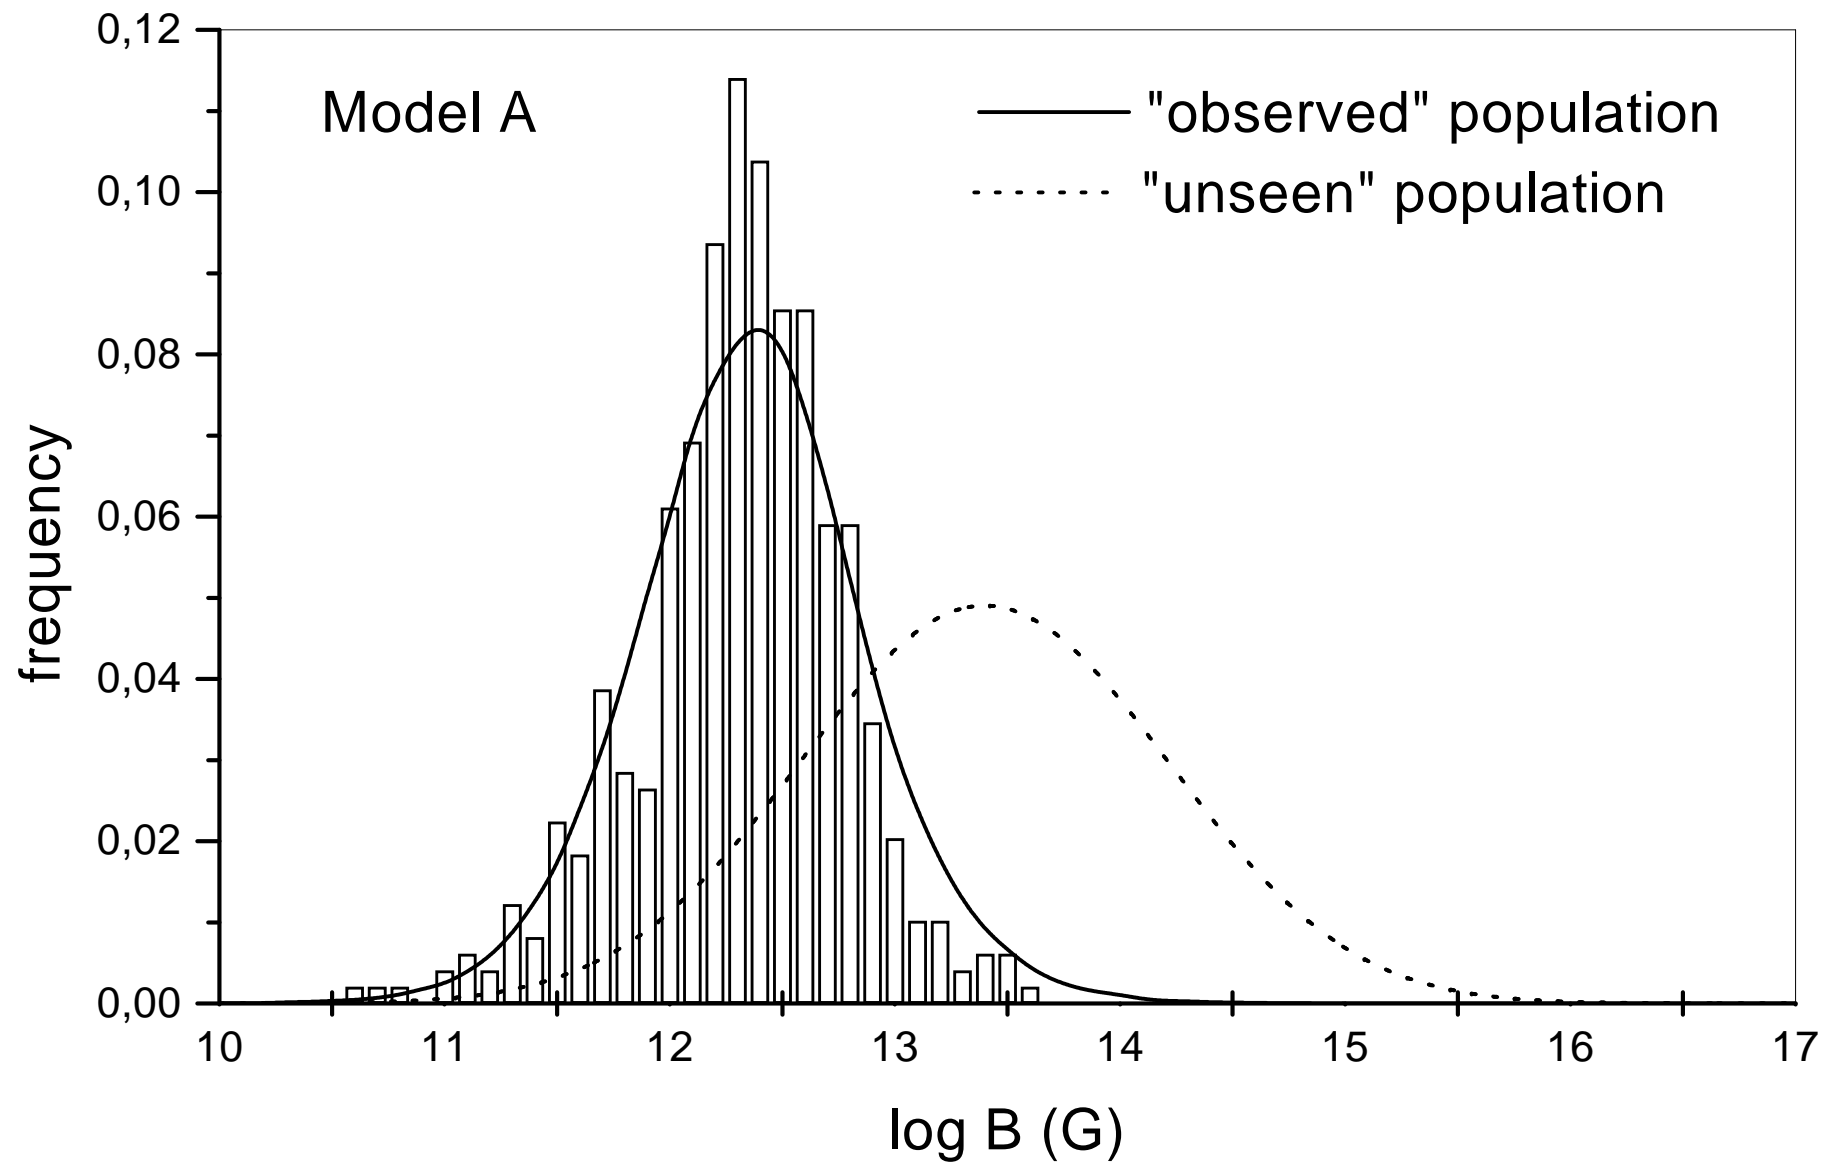 0,12
Model A
"observed" population
"unseen" population
0,10
0,08
0,06
0,04
0,02
0,00
frequency
10 11 12 13 14 15 16 17
log B (G)